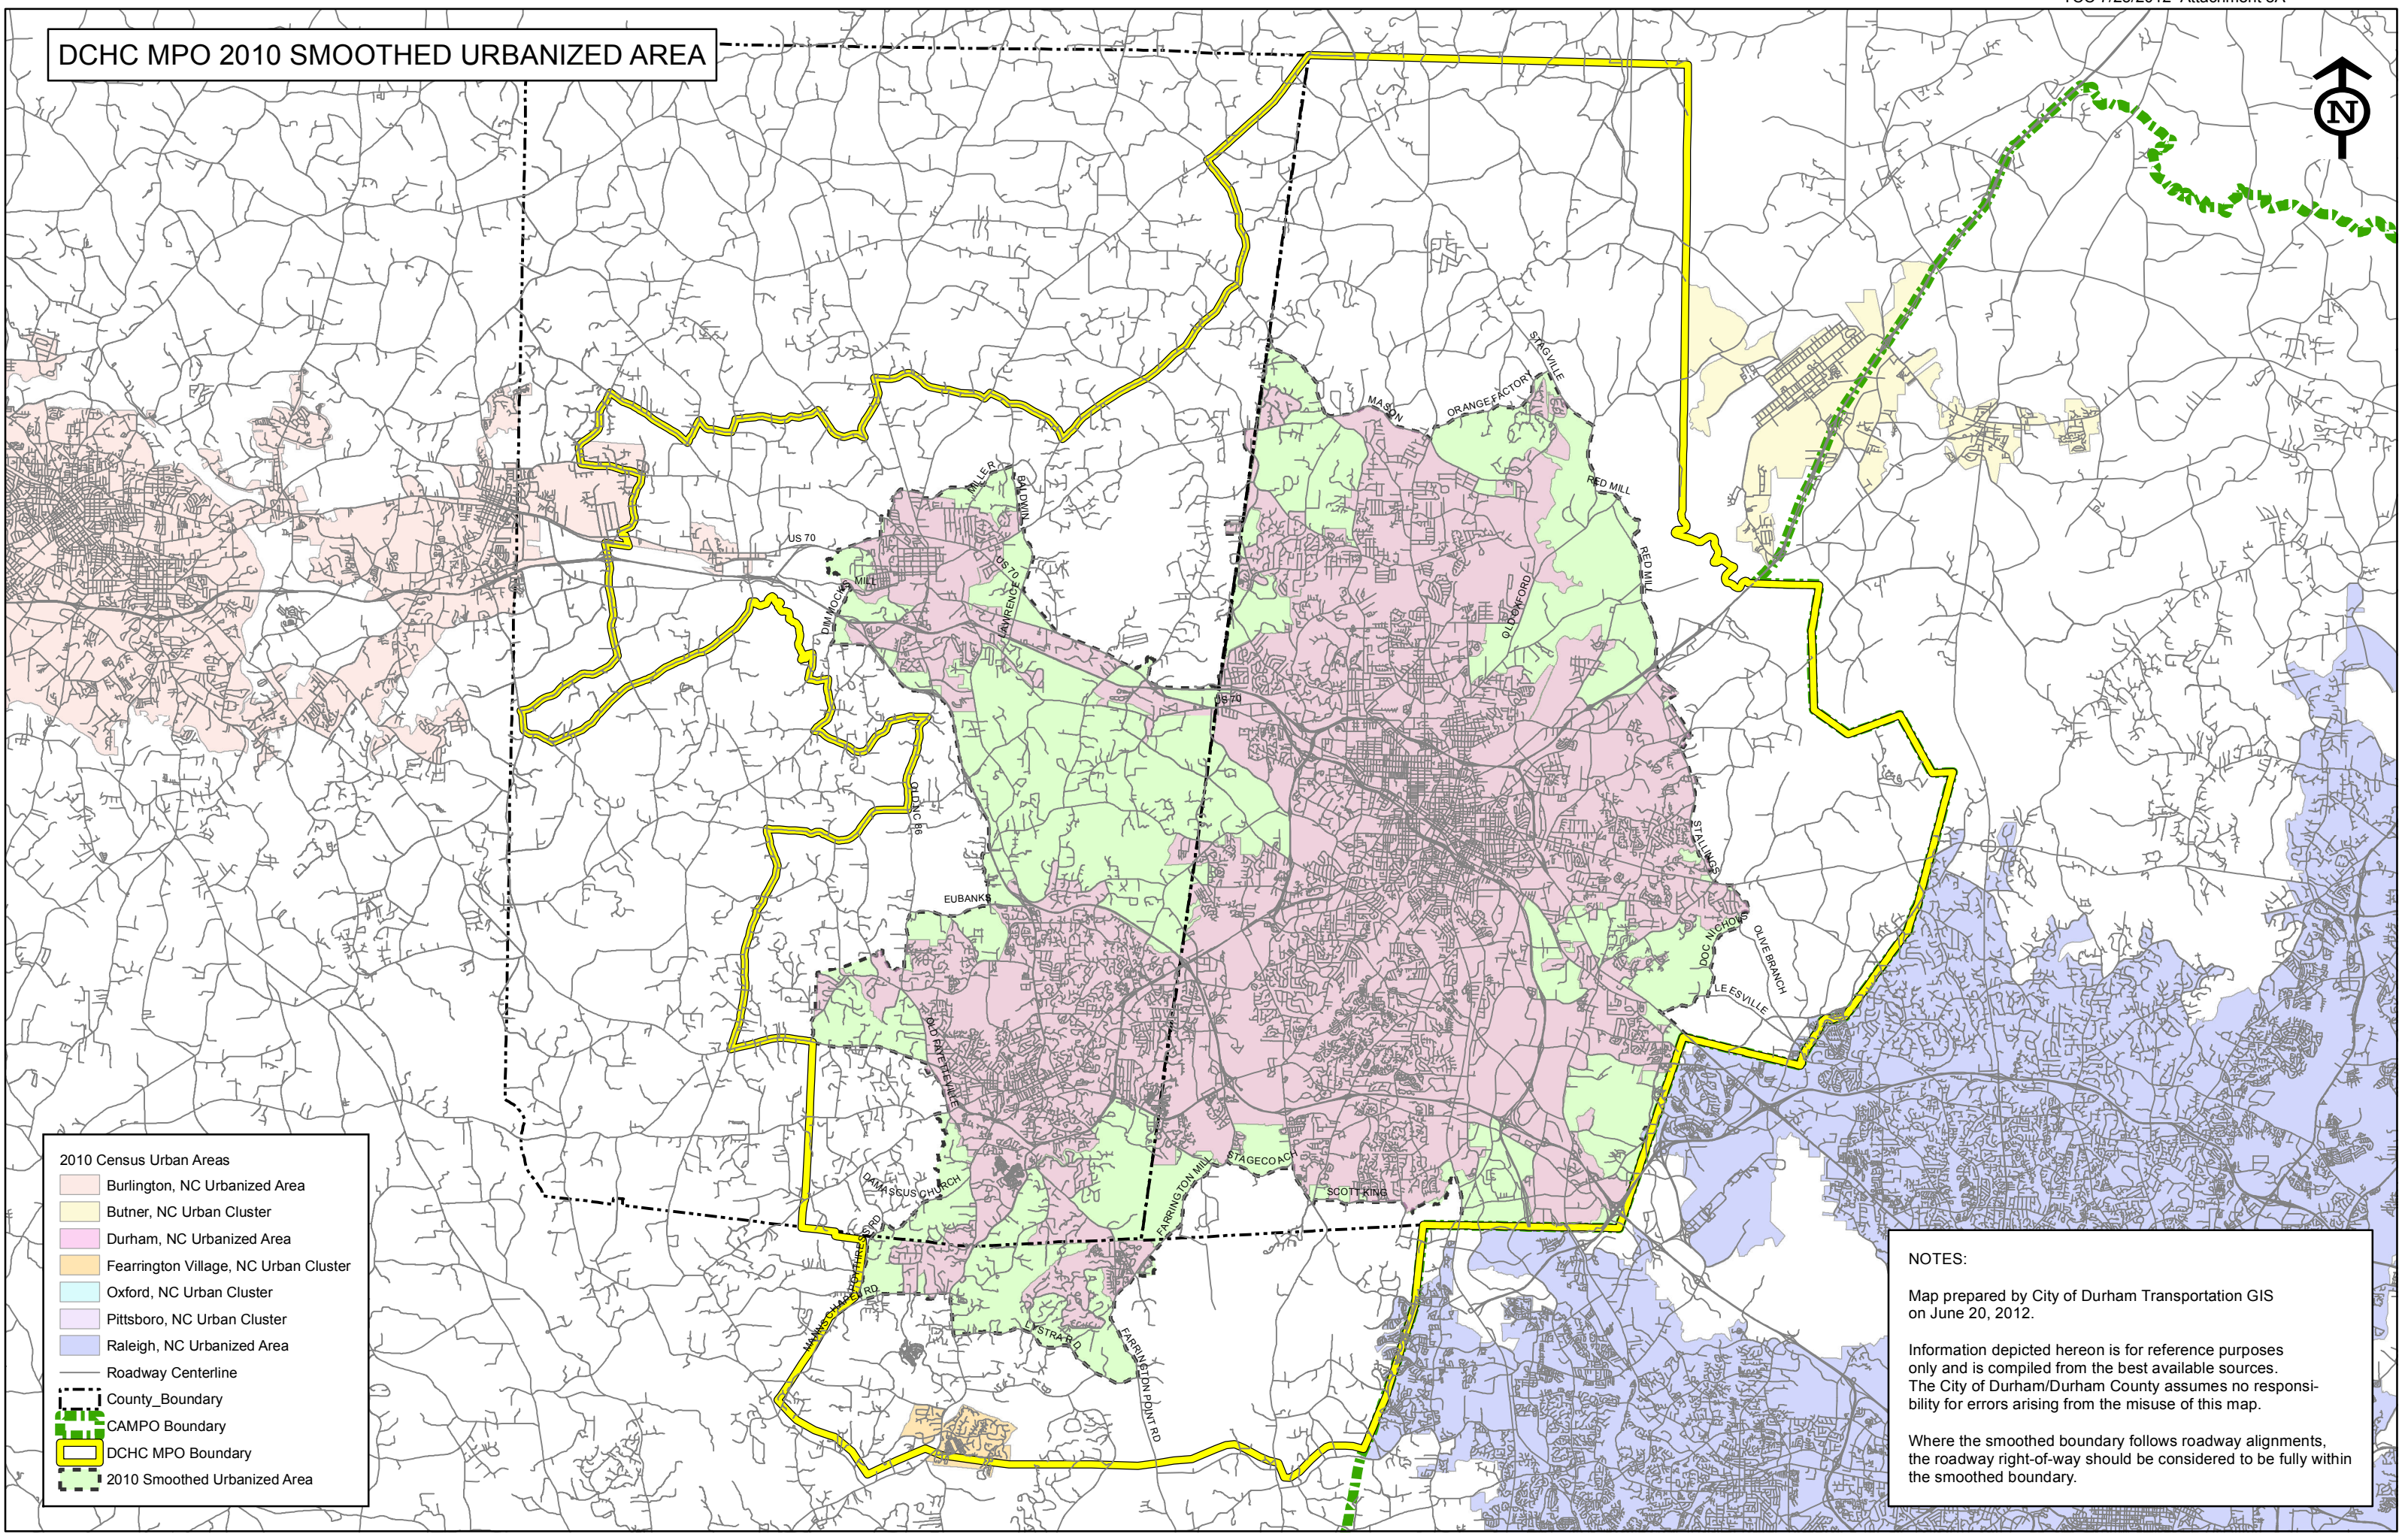 DCHC MPO 2010 SMOOTHED URBANIZED AREA
N
STAGVILLE
MASON
ORANGE FACTORY
MILLER
BALDWIN
RED MILL
US 70
RED MILL
US 70
MILL
DIMMOCKS
LAWRENCE
OLD OXFORD
US 70
OLD NC 86
STALLINGS
EUBANKS
DOC NICHOLS
OLIVE BRANCH
LEESVILLE
OLD FAYETTEVILLE
STAGECOACH
DAMASCUS CHURCH
FARRINGTON MILL
SCOTT KING
SMITH LEVEL RD
MANNS CHAPEL RD
LYSTRA RD
FARRINGTON POINT RD
2010 Census Urban Areas
Burlington, NC Urbanized Area
Butner, NC Urban Cluster
Durham, NC Urbanized Area
Fearrington Village, NC Urban Cluster
Oxford, NC Urban Cluster
Pittsboro, NC Urban Cluster
Raleigh, NC Urbanized Area
Roadway Centerline
County_Boundary
CAMPO Boundary
DCHC MPO Boundary
2010 Smoothed Urbanized Area
NOTES:
Map prepared by City of Durham Transportation GIS
on June 20, 2012.
Information depicted hereon is for reference purposes
only and is compiled from the best available sources.
The City of Durham/Durham County assumes no responsi-
bility for errors arising from the misuse of this map.
Where the smoothed boundary follows roadway alignments,
the roadway right-of-way should be considered to be fully within
the smoothed boundary.